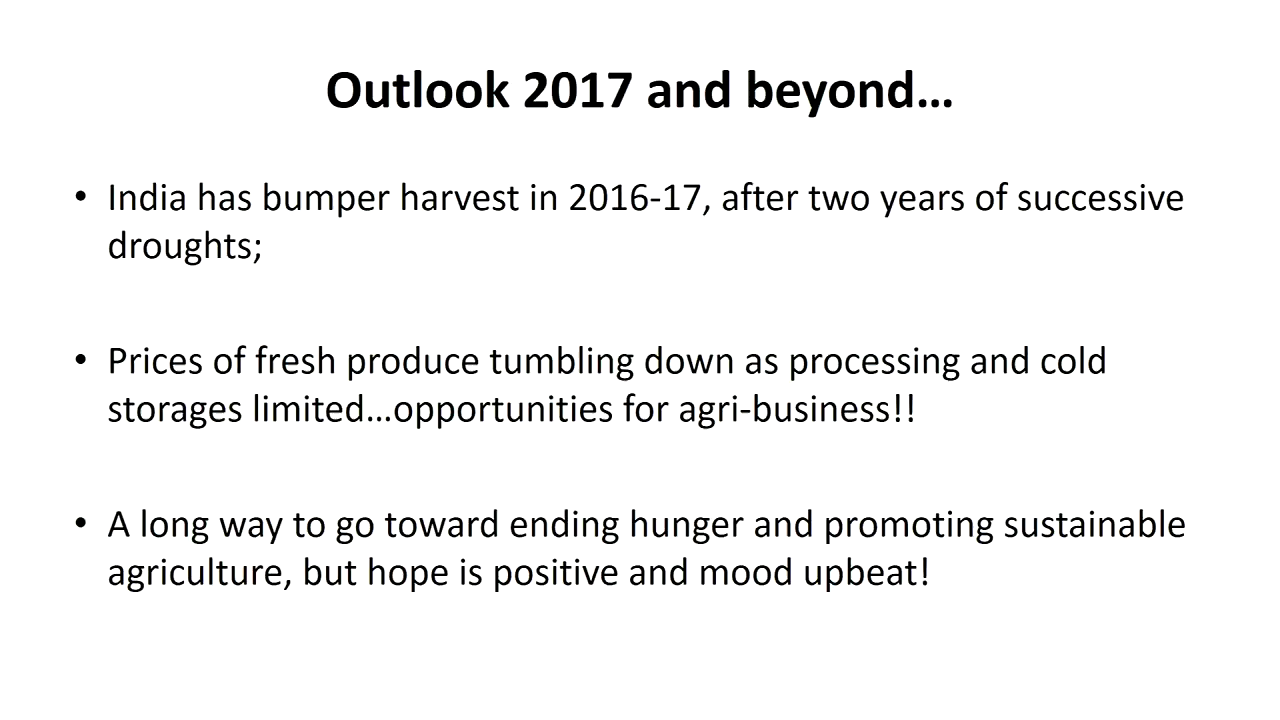 Outlook 2017 and beyond…
• India has bumper harvest in 2016-17, after two years of successive
droughts;
• Prices of fresh produce tumbling down as processing and cold
storages limited…opportunities for agri-business!!
• A long way to go toward ending hunger and promoting sustainable
agriculture, but hope is positive and mood upbeat!